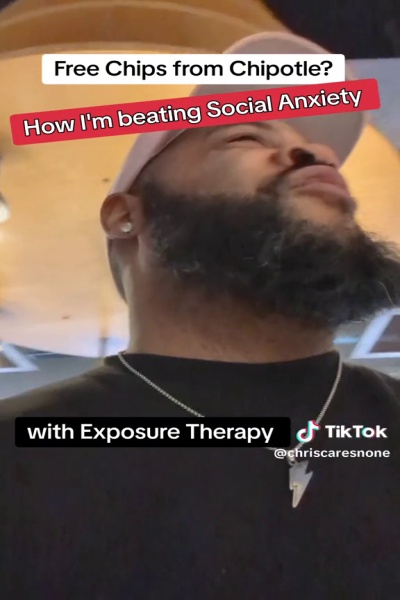 Free Chips from Chipotle?
How I'm beating Social Anxiety
with Exposure Therapy
TikTok
@chriscaresnone